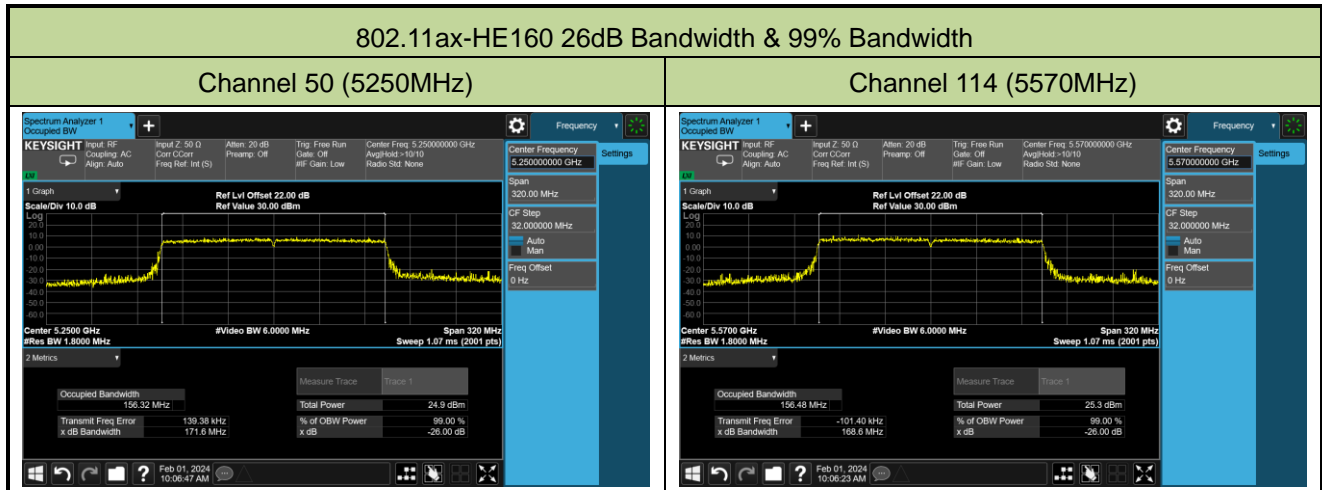 802.11ax-HE160 26dB Bandwidth & 99% Bandwidth
Channel 50 (5250MHz)
Channel 114 (5570MHz)
Spectrum Analyzer 1
Occupied BW
+
Frequency
KEYSIGHT
Input: RF
Coupling: AC
Align: Auto
Input Z: 50 Ω
Corr CCorr
Freq Ref: Int (S)
Atten: 20 dB
Preamp: Off
Trig: Free Run
Gate: Off
#IF Gain: Low
Center Freq: 5.250000000 GHz
Avg|Hold:>10/10
Radio Std: None
Center Frequency
5.250000000 GHz
Settings
Span
320.00 MHz
CF Step
32.000000 MHz
Auto
Man
Freq Offset
0 Hz
1 Graph
Scale/Div 10.0 dB
Ref Lvl Offset 22.00 dB
Ref Value 30.00 dBm
Log
20.0
10.0
0.00
-10.0
-20.0
-30.0
-40.0
-50.0
-60.0
Center 5.2500 GHz
#Res BW 1.8000 MHz
#Video BW 6.0000 MHz
Span 320 MHz
Sweep 1.07 ms (2001 pts)
2 Metrics
Measure Trace Trace 1
Occupied Bandwidth
156.32 MHz
Total Power 24.9 dBm
Transmit Freq Error 139.38 kHz
% of OBW Power 99.00 %
x dB Bandwidth 171.6 MHz
x dB -26.00 dB
?
Feb 01, 2024
10:06:47 AM
Spectrum Analyzer 1
Occupied BW
+
Frequency
KEYSIGHT
Input: RF
Coupling: AC
Align: Auto
Input Z: 50 Ω
Corr CCorr
Freq Ref: Int (S)
Atten: 20 dB
Preamp: Off
Trig: Free Run
Gate: Off
#IF Gain: Low
Center Freq: 5.570000000 GHz
Avg|Hold:>10/10
Radio Std: None
Center Frequency
5.570000000 GHz
Settings
Span
320.00 MHz
CF Step
32.000000 MHz
Auto
Man
Freq Offset
0 Hz
1 Graph
Scale/Div 10.0 dB
Ref Lvl Offset 22.00 dB
Ref Value 30.00 dBm
Log
20.0
10.0
0.00
-10.0
-20.0
-30.0
-40.0
-50.0
-60.0
Center 5.5700 GHz
#Res BW 1.8000 MHz
#Video BW 6.0000 MHz
Span 320 MHz
Sweep 1.07 ms (2001 pts)
2 Metrics
Measure Trace Trace 1
Occupied Bandwidth
156.48 MHz
Total Power 25.3 dBm
Transmit Freq Error -101.40 kHz
% of OBW Power 99.00 %
x dB Bandwidth 168.6 MHz
x dB -26.00 dB
?
Feb 01, 2024
10:06:23 AM